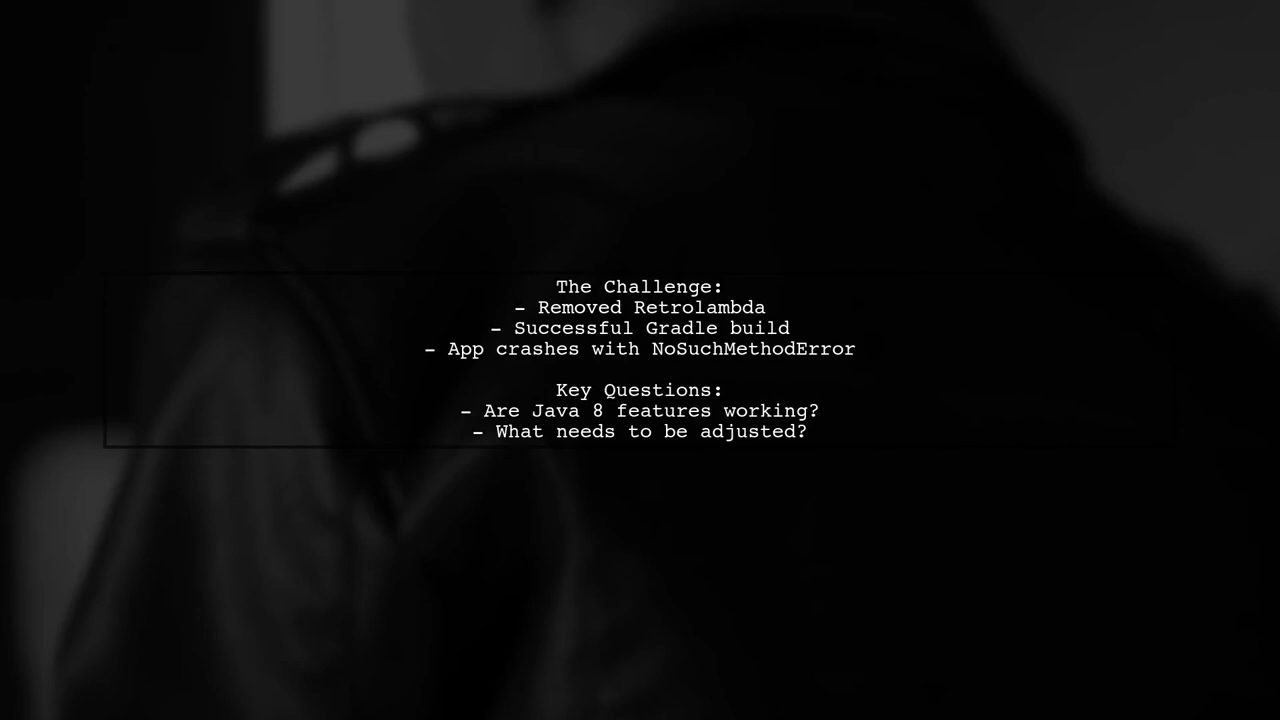 The Challenge:
- Removed Retrolambda
- Successful Gradle build
- App crashes with NoSuchMethodError
Key Questions:
- Are Java 8 features working?
- What needs to be adjusted?